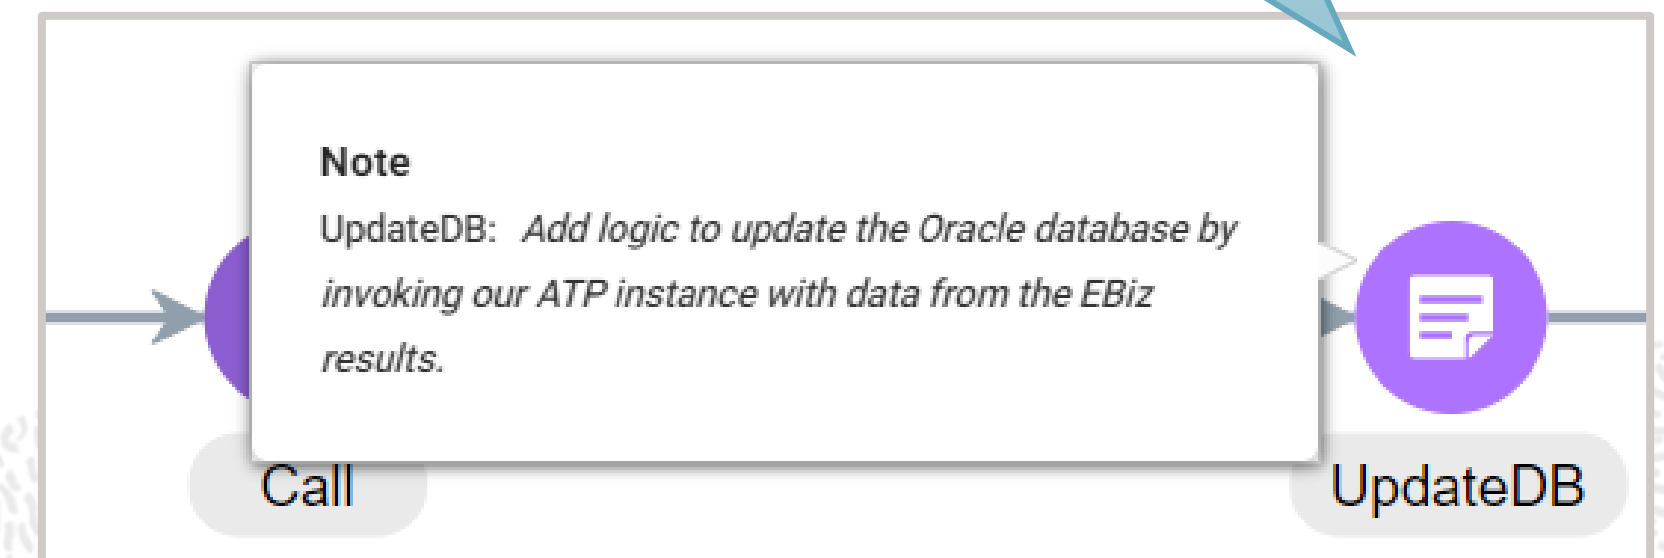 Note
UpdateDB: Add logic to update the Oracle database by
invoking our ATP instance with data from the EBiz
results.
Call
UpdateDB